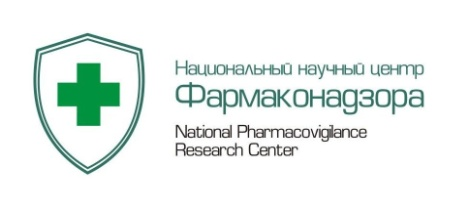 Национальный научный центр
Фармаконадзора
National Pharmacovigilance
Research Center